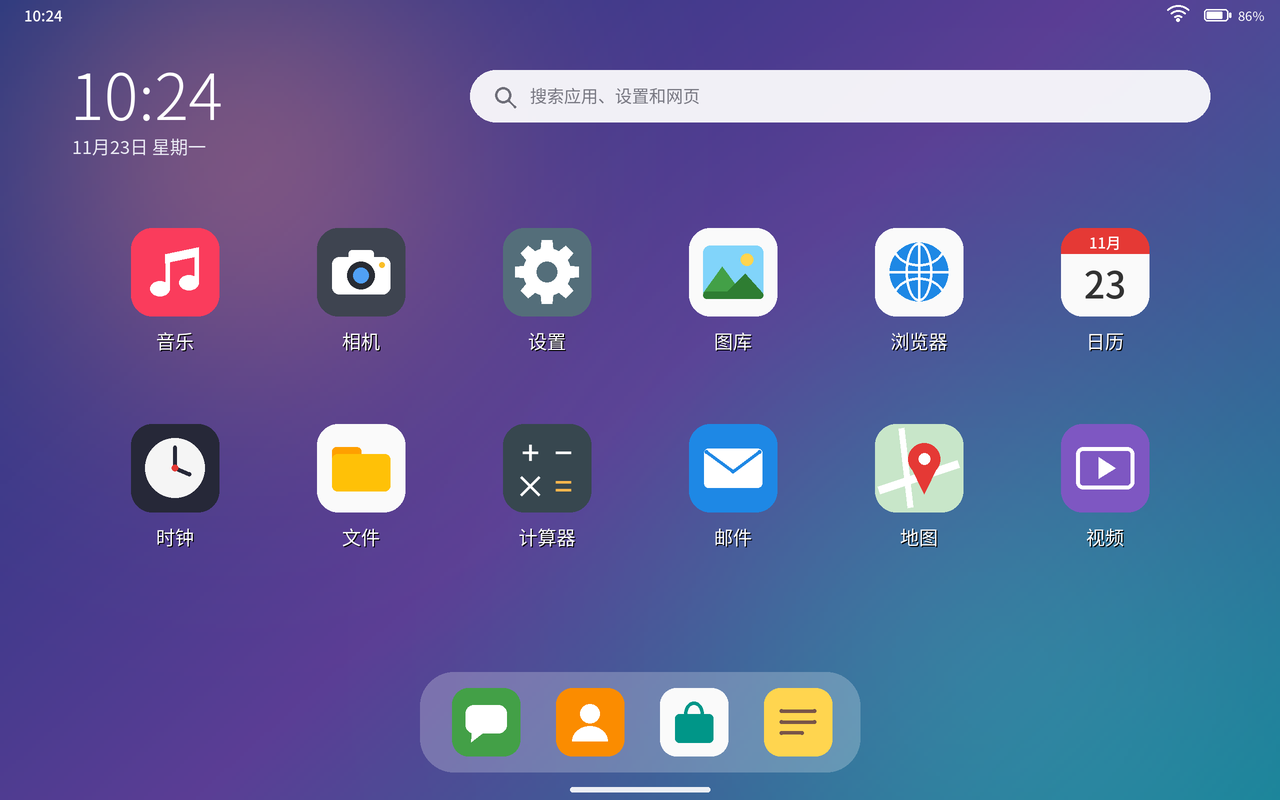 10:24
86%
10:24
11月23日 星期一
搜索应用、设置和网页
11月
23
音乐
相机
设置
图库
浏览器
日历
时钟
文件
计算器
邮件
地图
视频